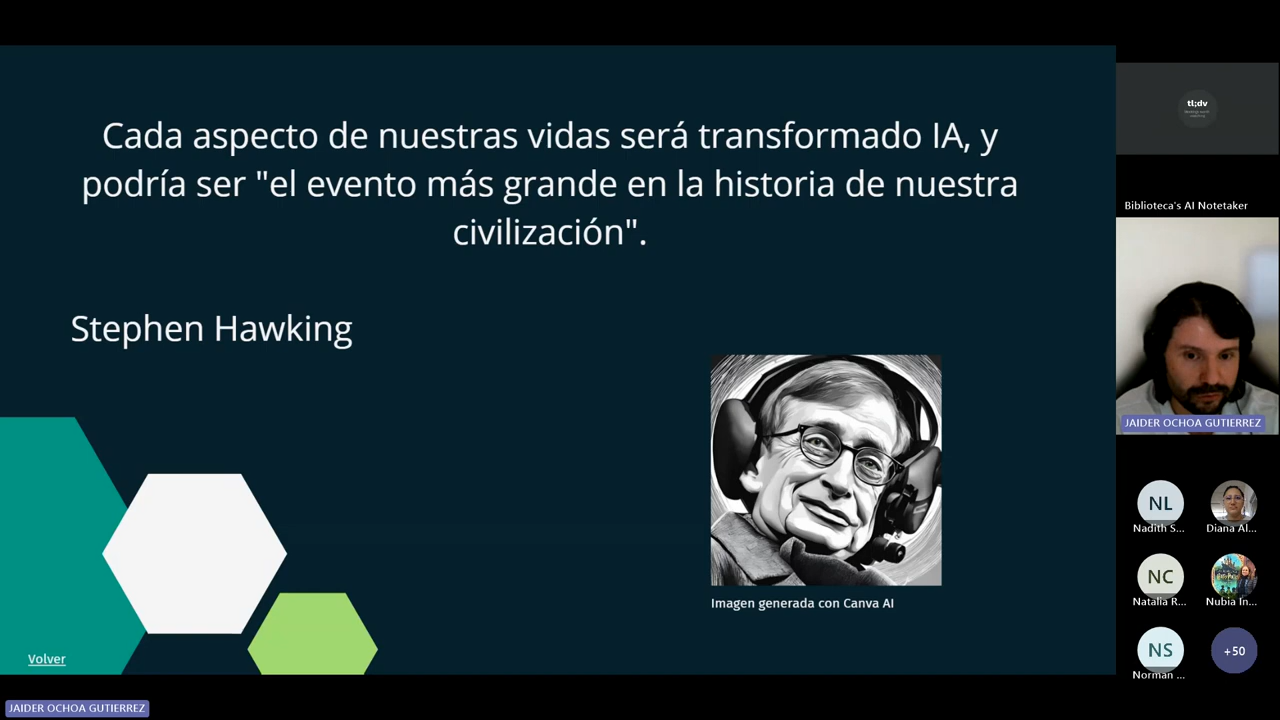 Cada aspecto de nuestras vidas será transformado IA, y
podría ser "el evento más grande en la historia de nuestra
civilización".
Stephen Hawking
Imagen generada con Canva AI
Volver
JAIDER OCHOA GUTIERREZ
tl;dv
Biblioteca's AI Notetaker
JAIDER OCHOA GUTIERREZ
NL
Nadith S...
Diana Al...
NC
Natalia R...
Nubia In...
NS
Norman ...
+50